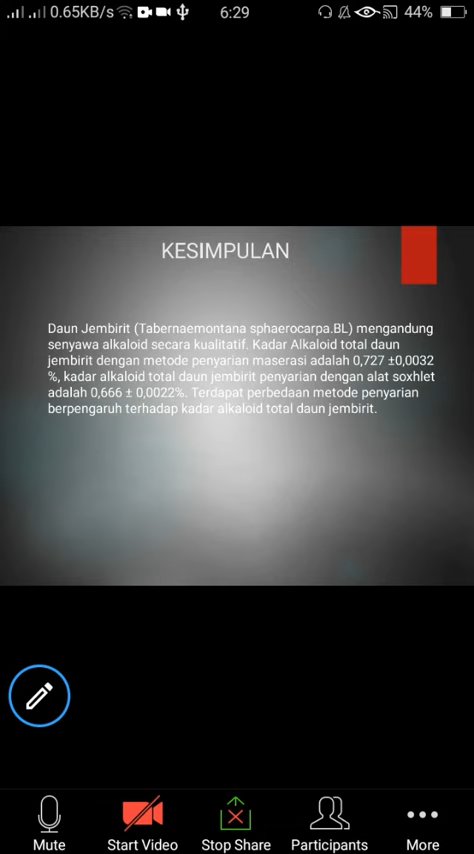 0.65KB/s
6:29
44%
KESIMPULAN
Daun Jembirit (Tabernaemontana sphaerocarpa.BL) mengandung
senyawa alkaloid secara kualitatif. Kadar Alkaloid total daun
jembirit dengan metode penyarian maserasi adalah 0,727 ±0,0032
%, kadar alkaloid total daun jembirit penyarian dengan alat soxhlet
adalah 0,666 ± 0,0022%. Terdapat perbedaan metode penyarian
berpengaruh terhadap kadar alkaloid total daun jembirit.
Mute
Start Video
Stop Share
Participants
More